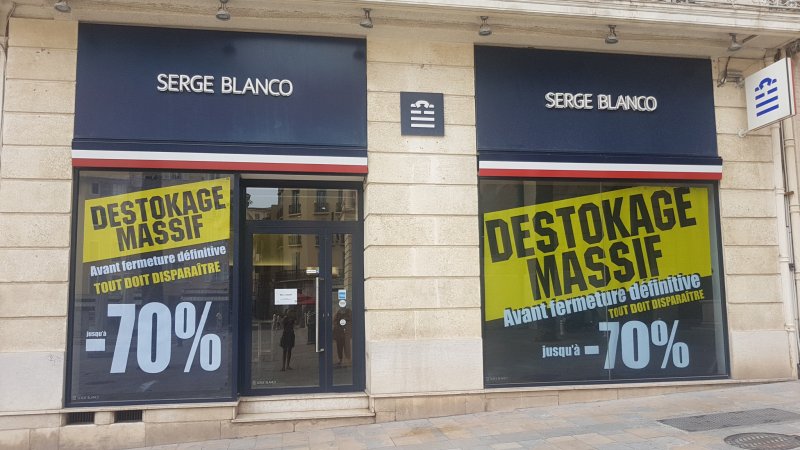 SERGE BLANCO
SERGE BLANCO
DESTOKAGE
MASSIF
Avant fermeture définitive
TOUT DOIT DISPARAÎTRE
jusqu'à
-70%
DESTOKAGE
MASSIF
Avant fermeture définitive
TOUT DOIT DISPARAÎTRE
jusqu'à -70%